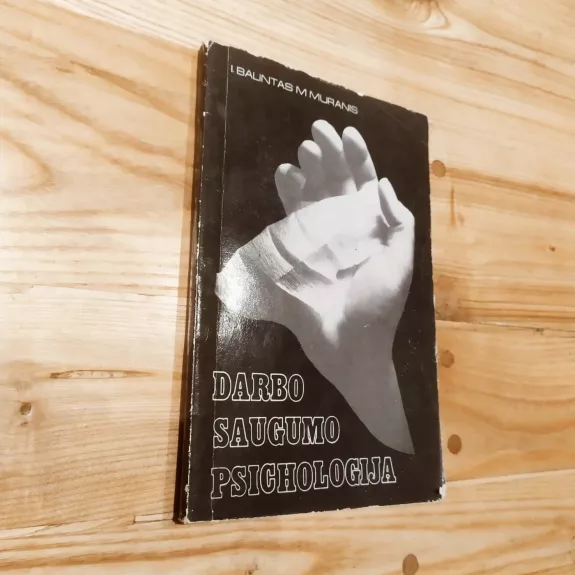 I. BALINTAS M MURANIS
DARBO
SAUGUMO
PSICHOLOGIJA